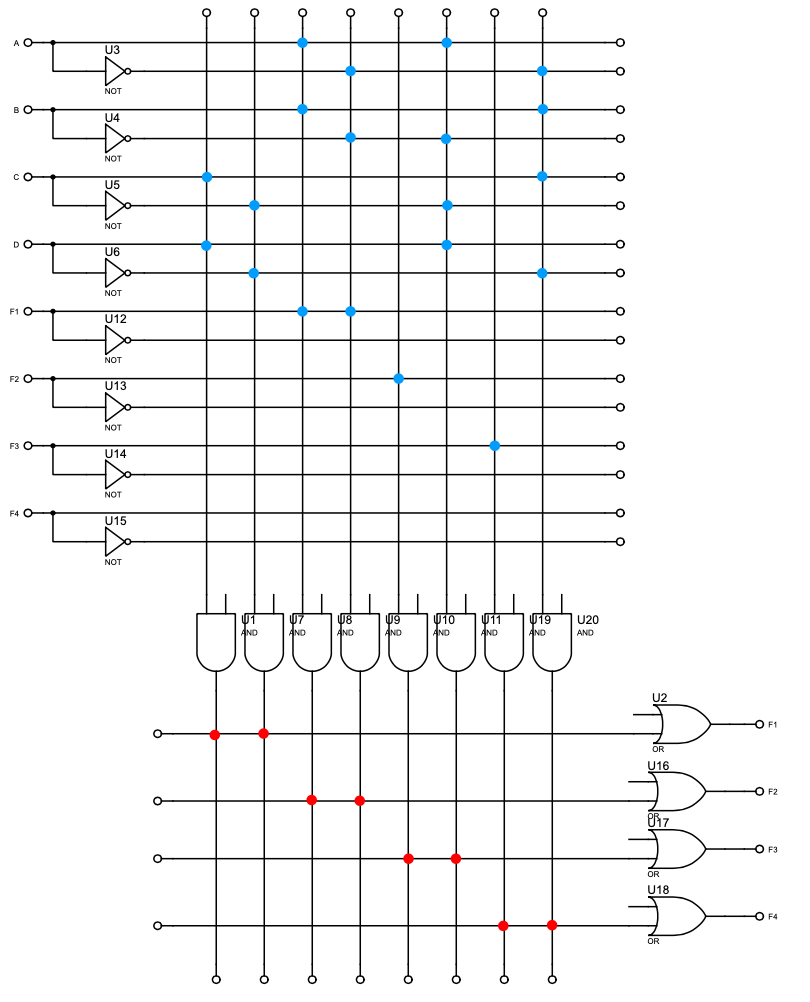 A
U3
NOT
B
U4
NOT
C
U5
NOT
D
U6
NOT
F1
U12
NOT
F2
U13
NOT
F3
U14
NOT
F4
U15
NOT
U1 U7 U8 U9 U10 U11 U19 U20
AND AND AND AND AND AND AND AND
U2
F1
OR
U16
F2
OR
U17
F3
OR
U18
F4
OR